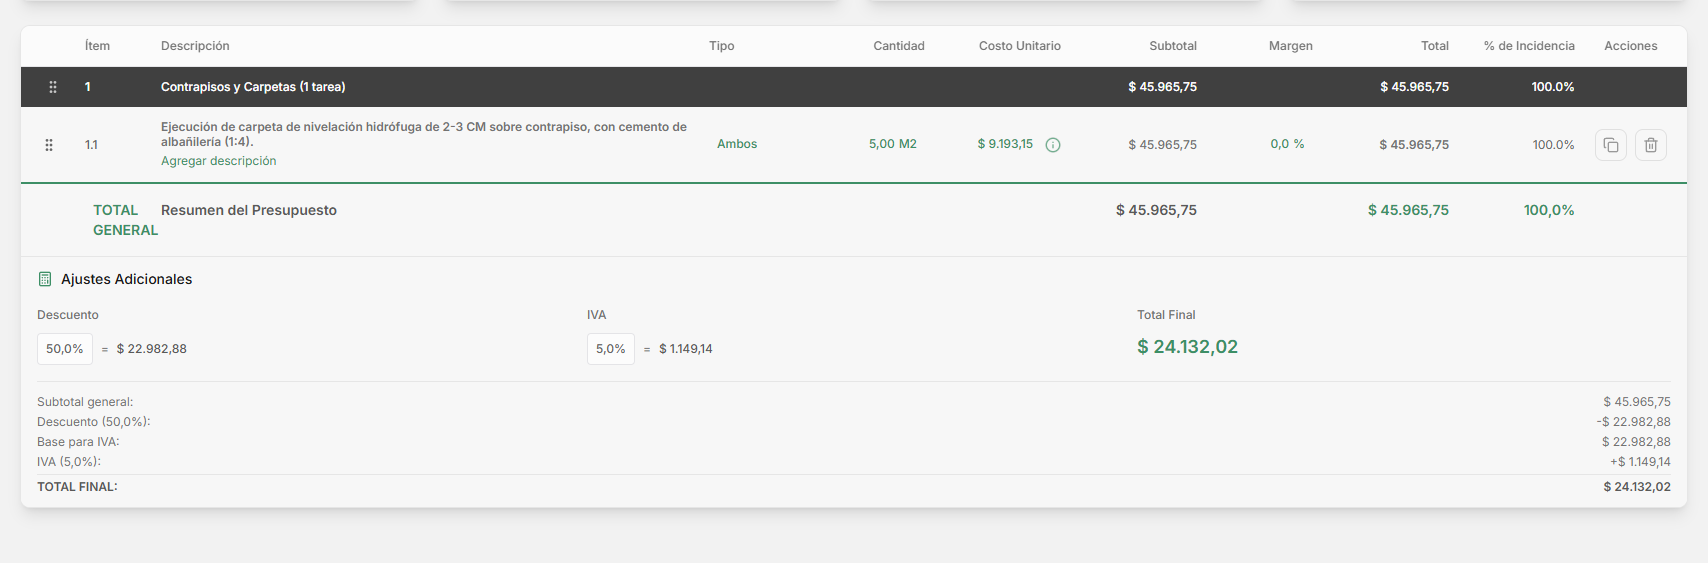 Ítem Descripción Tipo Cantidad Costo Unitario Subtotal Margen Total % de Incidencia Acciones
1 Contrapisos y Carpetas (1 tarea) $ 45.965,75 $ 45.965,75 100.0%
Ejecución de carpeta de nivelación hidrófuga de 2-3 CM sobre contrapiso, con cemento de
1.1 albañilería (1:4). Ambos 5,00 M2 $ 9.193,15 $ 45.965,75 0,0 % $ 45.965,75 100.0%
Agregar descripción
TOTAL Resumen del Presupuesto $ 45.965,75 $ 45.965,75 100,0%
GENERAL
Ajustes Adicionales
Descuento IVA Total Final
50,0% = $ 22.982,88 5,0% = $ 1.149,14 $ 24.132,02
Subtotal general: $ 45.965,75
Descuento (50,0%): -$ 22.982,88
Base para IVA: $ 22.982,88
IVA (5,0%): +$ 1.149,14
TOTAL FINAL: $ 24.132,02